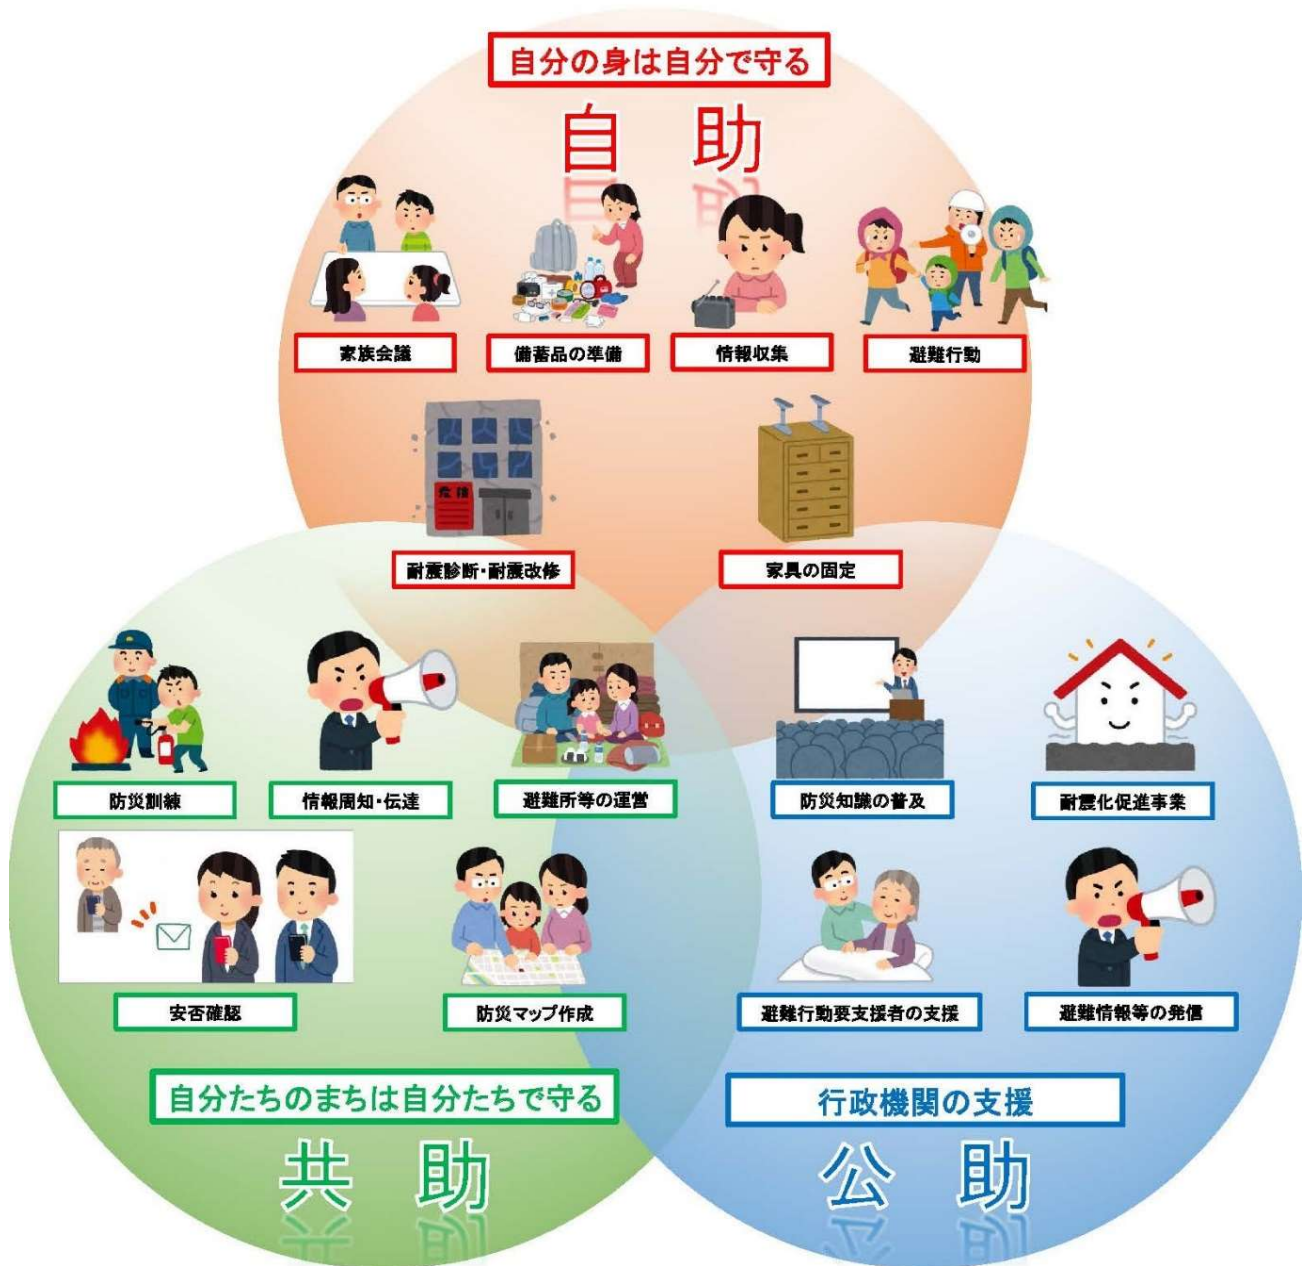 自分の身は自分で守る
自助
家族会議
備蓄品の準備
情報収集
避難行動
危険
耐震診断・耐震改修
家具の固定
防災訓練
情報周知・伝達
避難所等の運営
防災知識の普及
耐震化促進事業
安否確認
防災マップ作成
避難行動要支援者の支援
避難情報等の発信
自分たちのまちは自分たちで守る
共助
行政機関の支援
公助